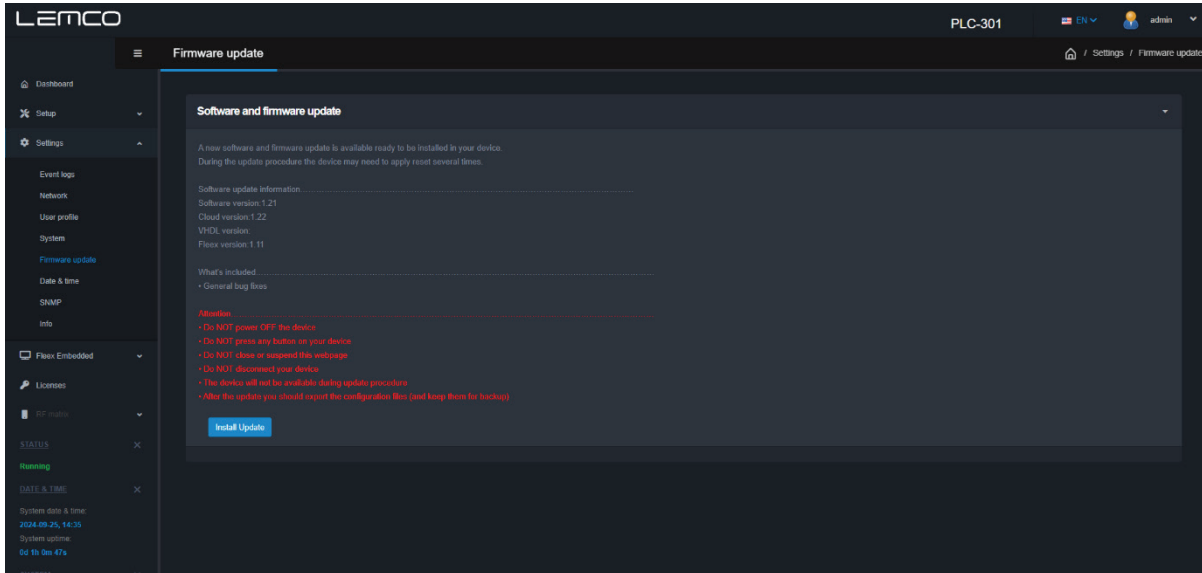 LEMCO
PLC-301
EN
admin
Firmware update
/ Settings / Firmware update
Dashboard
Setup
Settings
Event logs
Network
User profile
System
Firmware update
Date & time
SNMP
Info
Fleex Embedded
Licenses
RF matrix
STATUS
Running
DATE & TIME
System date & time:
2024-09-25, 14:35
System uptime:
0d 1h 0m 47s
Software and firmware update
A new software and firmware update is available ready to be installed in your device.
During the update procedure the device may need to apply reset several times.
Software update information
Software version:1.21
Cloud version:1.22
VHDL version:
Fleex version:1.11
What's included
• General bug fixes
Attention
• Do NOT power OFF the device
• Do NOT press any button on your device
• Do NOT close or suspend this webpage
• Do NOT disconnect your device
• The device will not be available during update procedure
• After the update you should export the configuration files (and keep them for backup)
Install Update